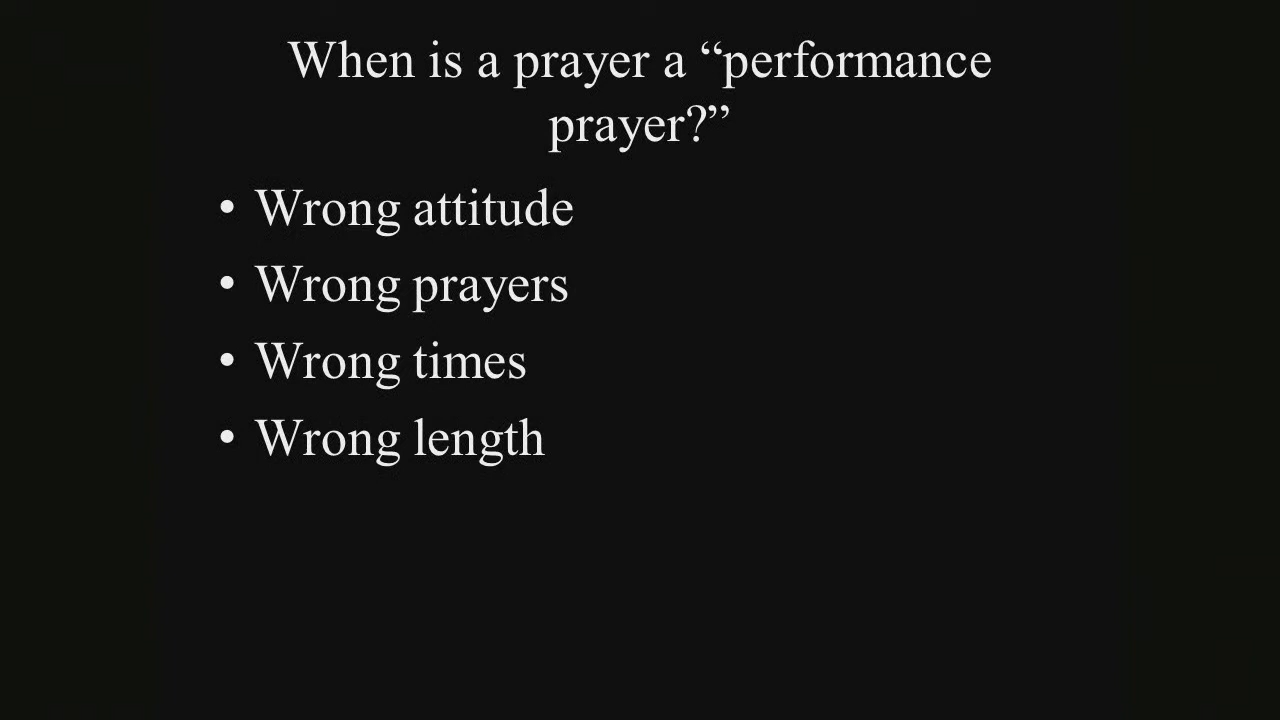 When is a prayer a “performance
prayer?”
• Wrong attitude
• Wrong prayers
• Wrong times
• Wrong length